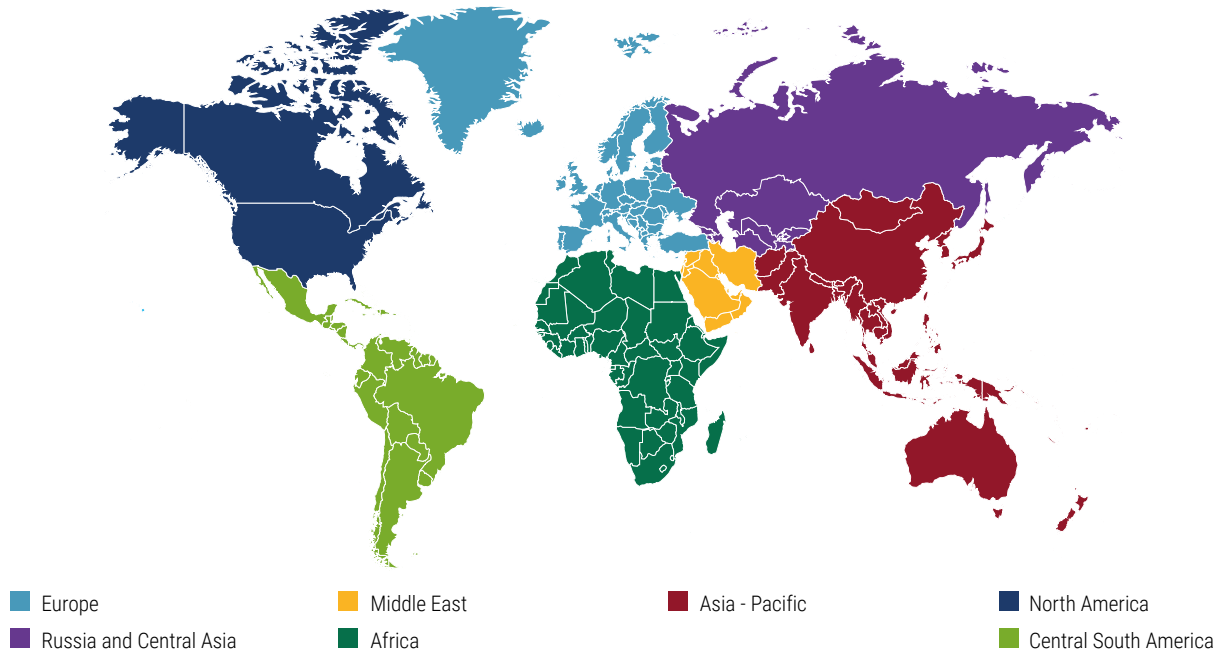 Europe
Middle East
Asia - Pacific
North America
Russia and Central Asia
Africa
Central South America